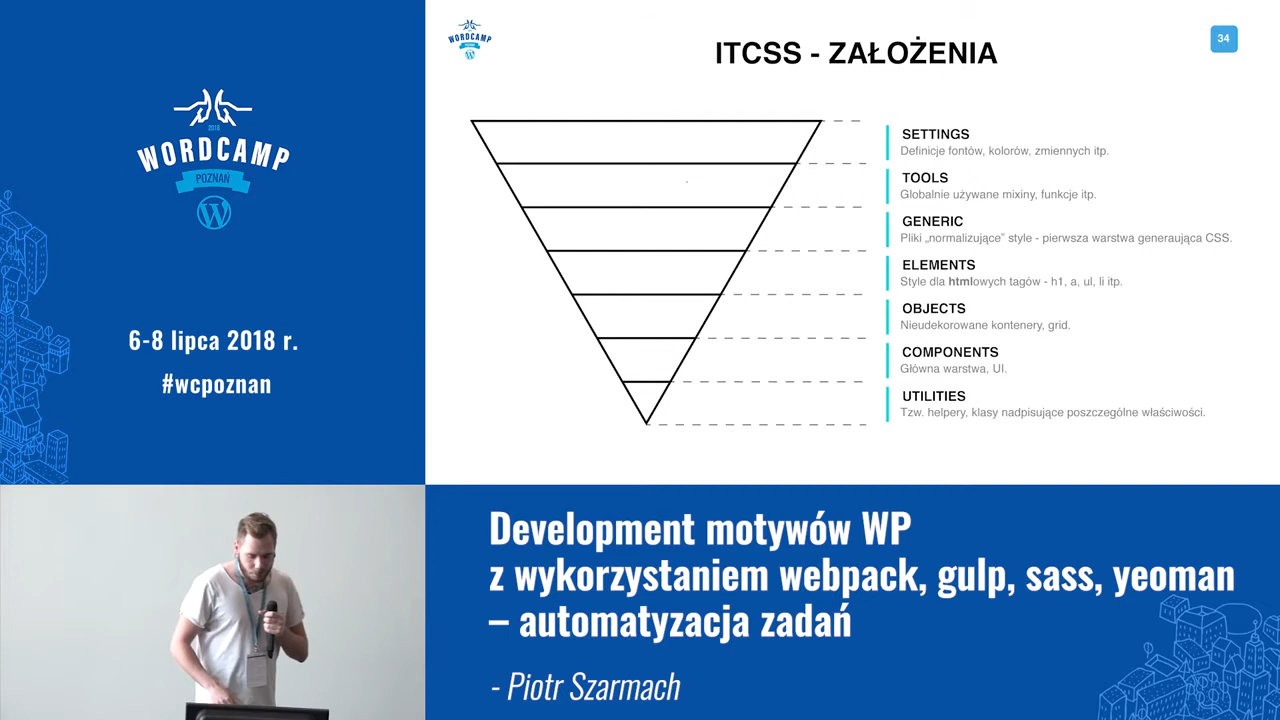 2018
WORDCAMP
POZNAŃ
6-8 lipca 2018 r.
#wcpoznan
WORDCAMP
34
ITCSS - ZAŁOŻENIA
SETTINGS
Definicje fontów, kolorów, zmiennych itp.
TOOLS
Globalnie używane mixiny, funkcje itp.
GENERIC
Pliki „normalizujące” style - pierwsza warstwa generaująca CSS.
ELEMENTS
Style dla htmlowych tagów - h1, a, ul, li itp.
OBJECTS
Nieudekorowane kontenery, grid.
COMPONENTS
Główna warstwa, UI.
UTILITIES
Tzw. helpery, klasy nadpisujące poszczególne właściwości.
Development motywów WP
z wykorzystaniem webpack, gulp, sass, yeoman
– automatyzacja zadań
- Piotr Szarmach